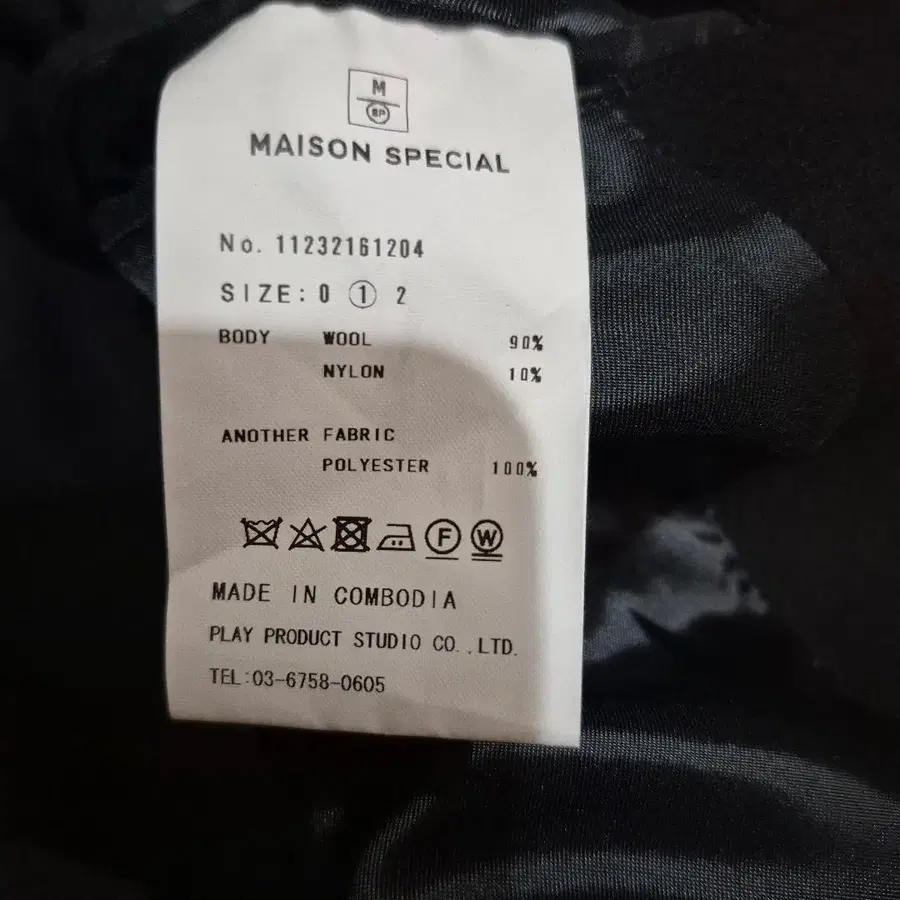 M
SP
MAISON SPECIAL
No. 11232161204
SIZE: 0 1 2
BODY WOOL 90%
NYLON 10%
ANOTHER FABRIC
POLYESTER 100%
F W
MADE IN COMBODIA
PLAY PRODUCT STUDIO CO.,LTD.
TEL:03-6758-0605